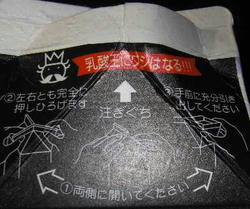 乳酸王にワシはなる!!!
②左右とも完全に
押しひろげます
注ぎぐち
③手前に充分引き
出してください
①両側に開いてください